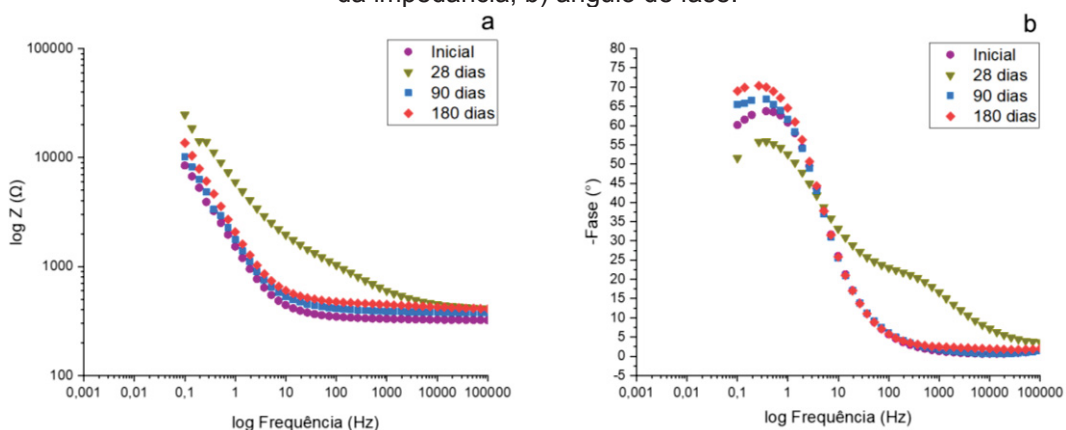 da impedância; b) ângulo de fase.
a
100000
10000
1000
100
log Z (Ω)
0,001 0,01 0,1 1 10 100 1000 10000 100000
log Frequência (Hz)
Inicial
28 dias
90 dias
180 dias
b
80
75
70
65
60
55
50
45
40
35
30
25
20
15
10
5
0
-5
-Fase (°)
0,001 0,01 0,1 1 10 100 1000 10000 100000
log Frequência (Hz)
Inicial
28 dias
90 dias
180 dias